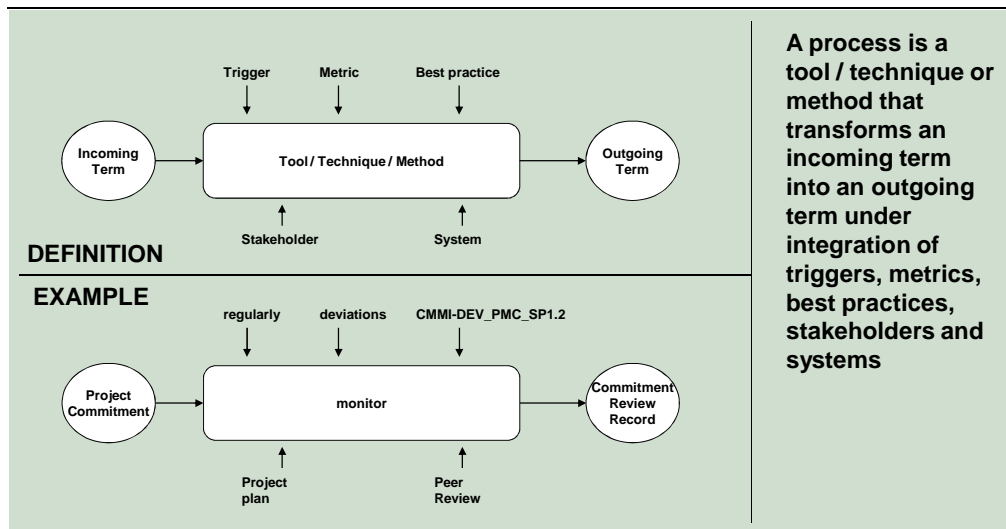 Trigger
Metric
Best practice
Incoming
Term
Tool / Technique / Method
Outgoing
Term
Stakeholder
System
DEFINITION
EXAMPLE
regularly
deviations
CMMI-DEV_PMC_SP1.2
Project
Commitment
monitor
Commitment
Review
Record
Project
plan
Peer
Review
A process is a
tool / technique or
method that
transforms an
incoming term
into an outgoing
term under
integration of
triggers, metrics,
best practices,
stakeholders and
systems